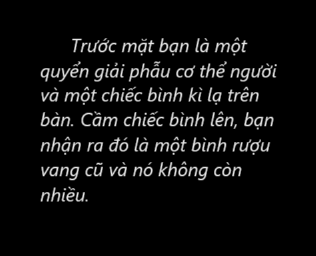 Trước mặt bạn là một
quyển giải phẫu cơ thể người
và một chiếc bình kì lạ trên
bàn. Cầm chiếc bình lên, bạn
nhận ra đó là một bình rượu
vang cũ và nó không còn
nhiều.